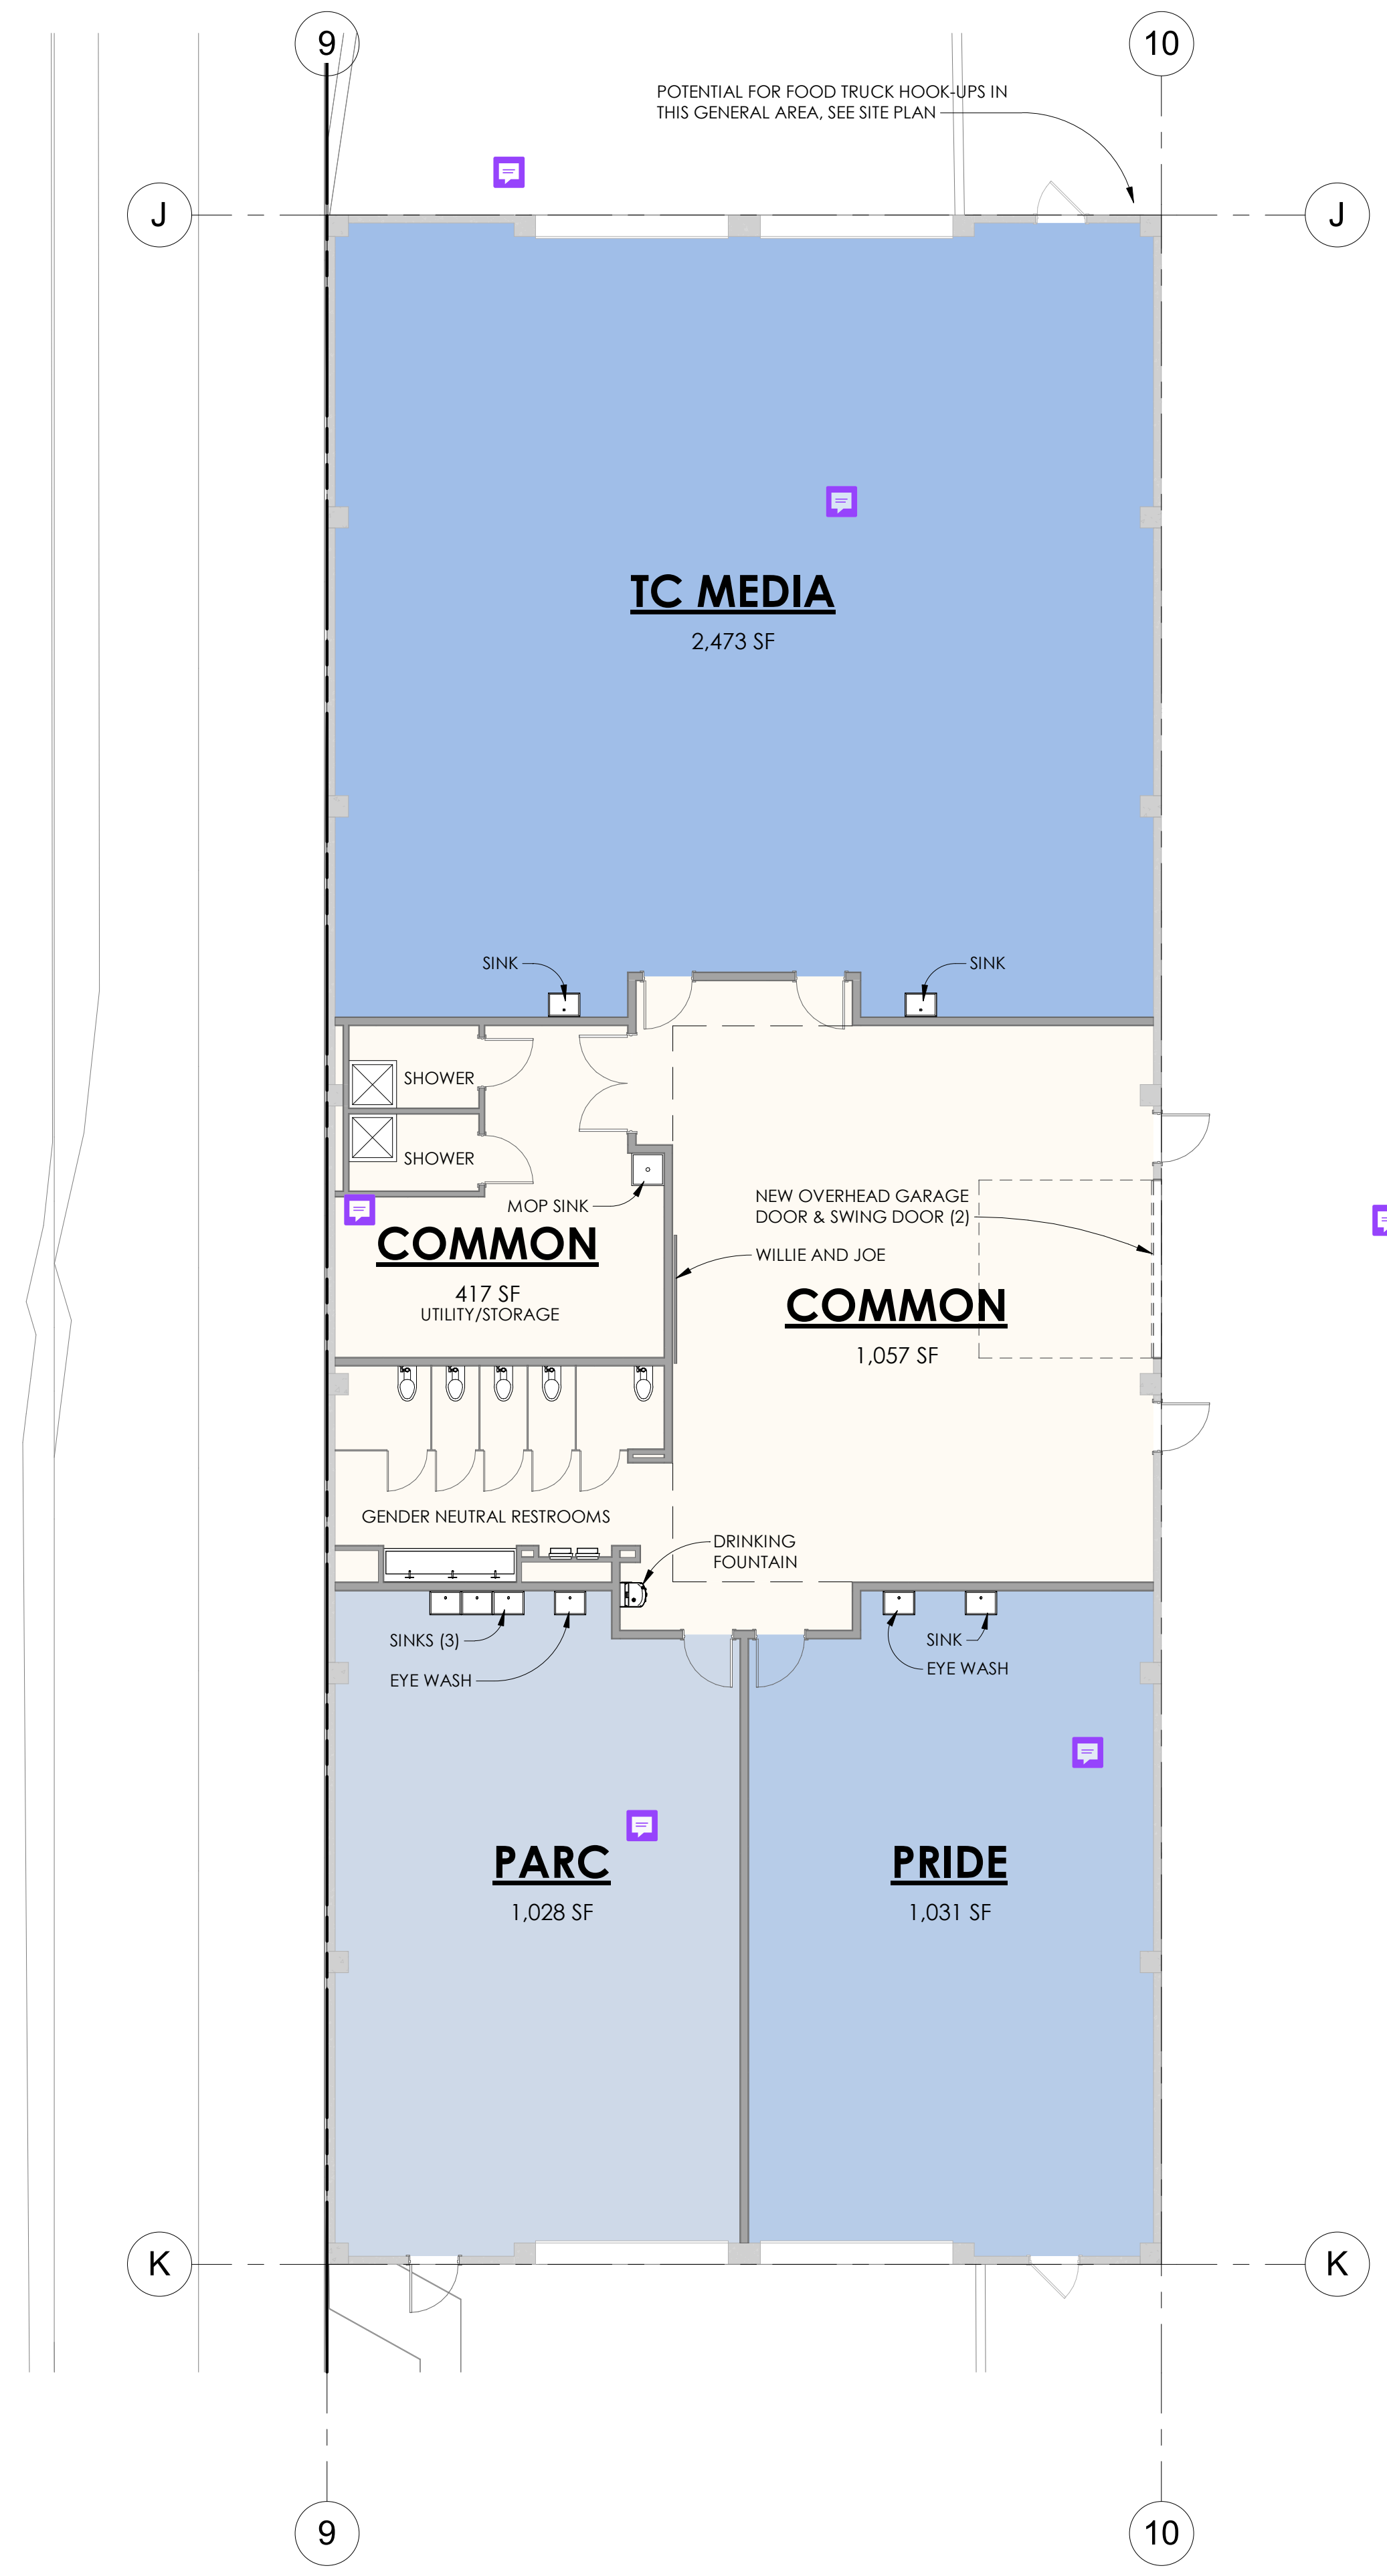 9
10
POTENTIAL FOR FOOD TRUCK HOOK-UPS IN
THIS GENERAL AREA, SEE SITE PLAN
J
J
TC MEDIA
2,473 SF
SINK
SINK
SHOWER
SHOWER
MOP SINK
COMMON
417 SF
UTILITY/STORAGE
NEW OVERHEAD GARAGE
DOOR & SWING DOOR (2)
WILLIE AND JOE
COMMON
1,057 SF
GENDER NEUTRAL RESTROOMS
DRINKING
FOUNTAIN
SINKS (3)
EYE WASH
SINK
EYE WASH
PARC
1,028 SF
PRIDE
1,031 SF
K
K
9
10